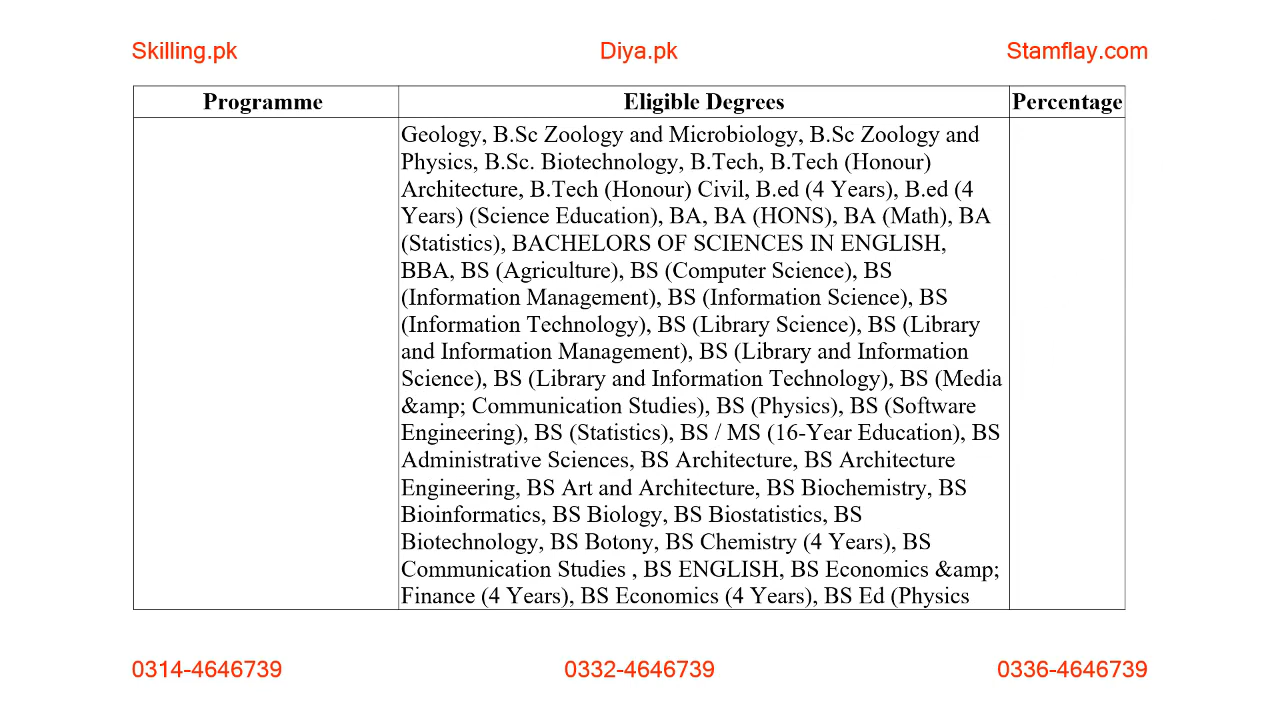 Skilling.pk Diya.pk Stamflay.com
Programme Eligible Degrees Percentage
Geology, B.Sc Zoology and Microbiology, B.Sc Zoology and
Physics, B.Sc. Biotechnology, B.Tech, B.Tech (Honour)
Architecture, B.Tech (Honour) Civil, B.ed (4 Years), B.ed (4
Years) (Science Education), BA, BA (HONS), BA (Math), BA
(Statistics), BACHELORS OF SCIENCES IN ENGLISH,
BBA, BS (Agriculture), BS (Computer Science), BS
(Information Management), BS (Information Science), BS
(Information Technology), BS (Library Science), BS (Library
and Information Management), BS (Library and Information
Science), BS (Library and Information Technology), BS (Media
&amp; Communication Studies), BS (Physics), BS (Software
Engineering), BS (Statistics), BS / MS (16-Year Education), BS
Administrative Sciences, BS Architecture, BS Architecture
Engineering, BS Art and Architecture, BS Biochemistry, BS
Bioinformatics, BS Biology, BS Biostatistics, BS
Biotechnology, BS Botony, BS Chemistry (4 Years), BS
Communication Studies , BS ENGLISH, BS Economics &amp;
Finance (4 Years), BS Economics (4 Years), BS Ed (Physics
0314-4646739 0332-4646739 0336-4646739